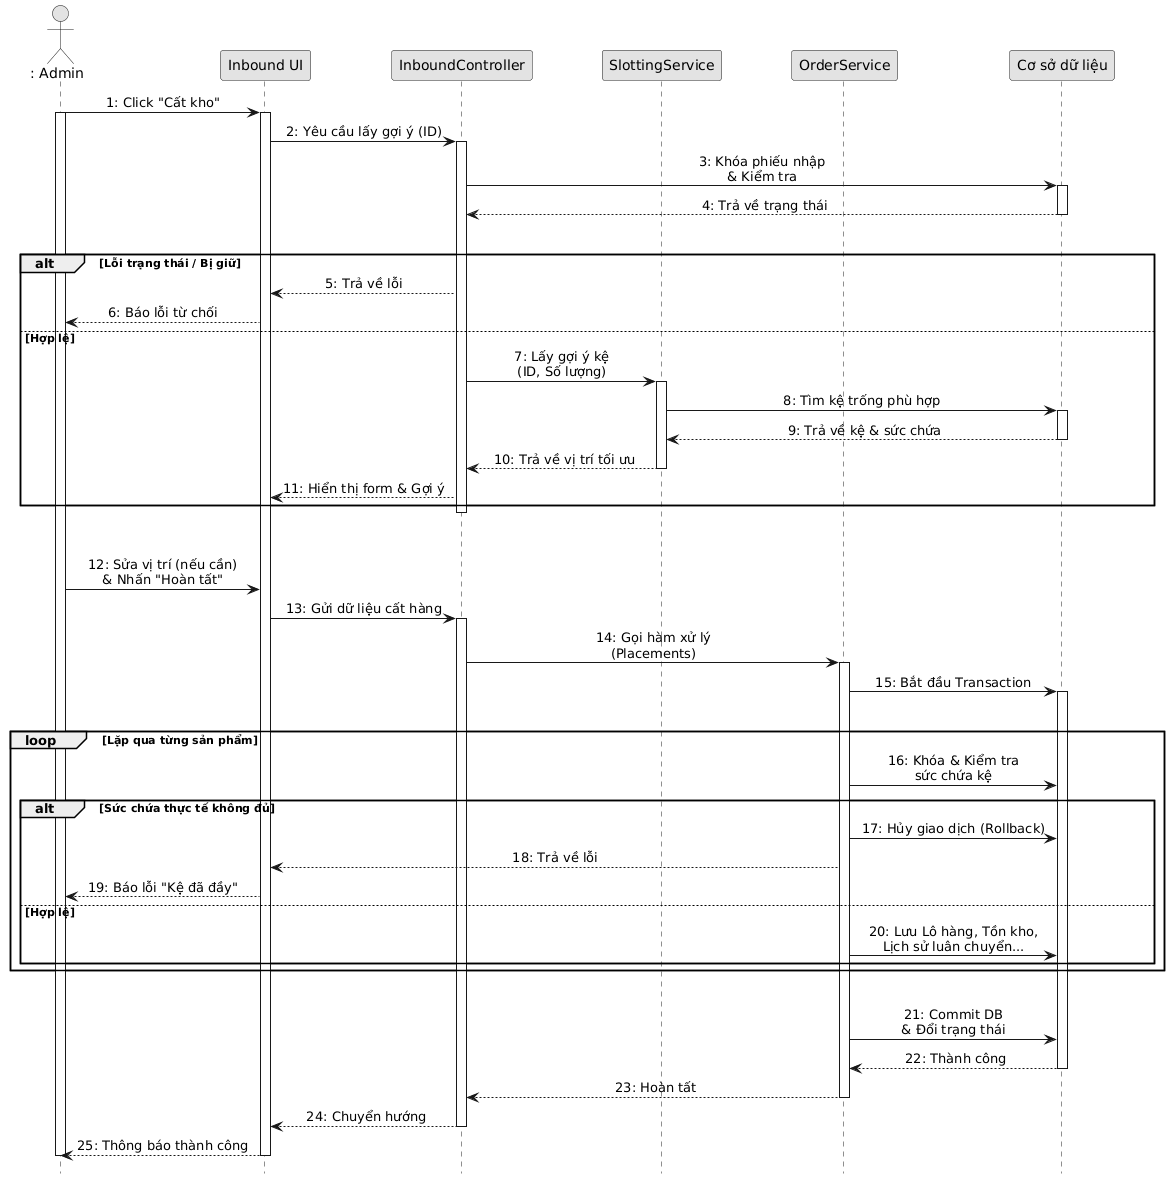 : Admin
Inbound UI
InboundController
SlottingService
OrderService
Cơ sở dữ liệu
1: Click "Cất kho"
2: Yêu cầu lấy gợi ý (ID)
3: Khóa phiếu nhập
& Kiểm tra
4: Trả về trạng thái
alt
[Lỗi trạng thái / Bị giữ]
5: Trả về lỗi
6: Báo lỗi từ chối
[Hợp lệ]
7: Lấy gợi ý kệ
(ID, Số lượng)
8: Tìm kệ trống phù hợp
9: Trả về kệ & sức chứa
10: Trả về vị trí tối ưu
11: Hiển thị form & Gợi ý
12: Sửa vị trí (nếu cần)
& Nhấn "Hoàn tất"
13: Gửi dữ liệu cất hàng
14: Gọi hàm xử lý
(Placements)
15: Bắt đầu Transaction
loop
[Lặp qua từng sản phẩm]
16: Khóa & Kiểm tra
sức chứa kệ
alt
[Sức chứa thực tế không đủ]
17: Hủy giao dịch (Rollback)
18: Trả về lỗi
19: Báo lỗi "Kệ đã đầy"
[Hợp lệ]
20: Lưu Lô hàng, Tồn kho,
Lịch sử luân chuyển...
21: Commit DB
& Đổi trạng thái
22: Thành công
23: Hoàn tất
24: Chuyển hướng
25: Thông báo thành công